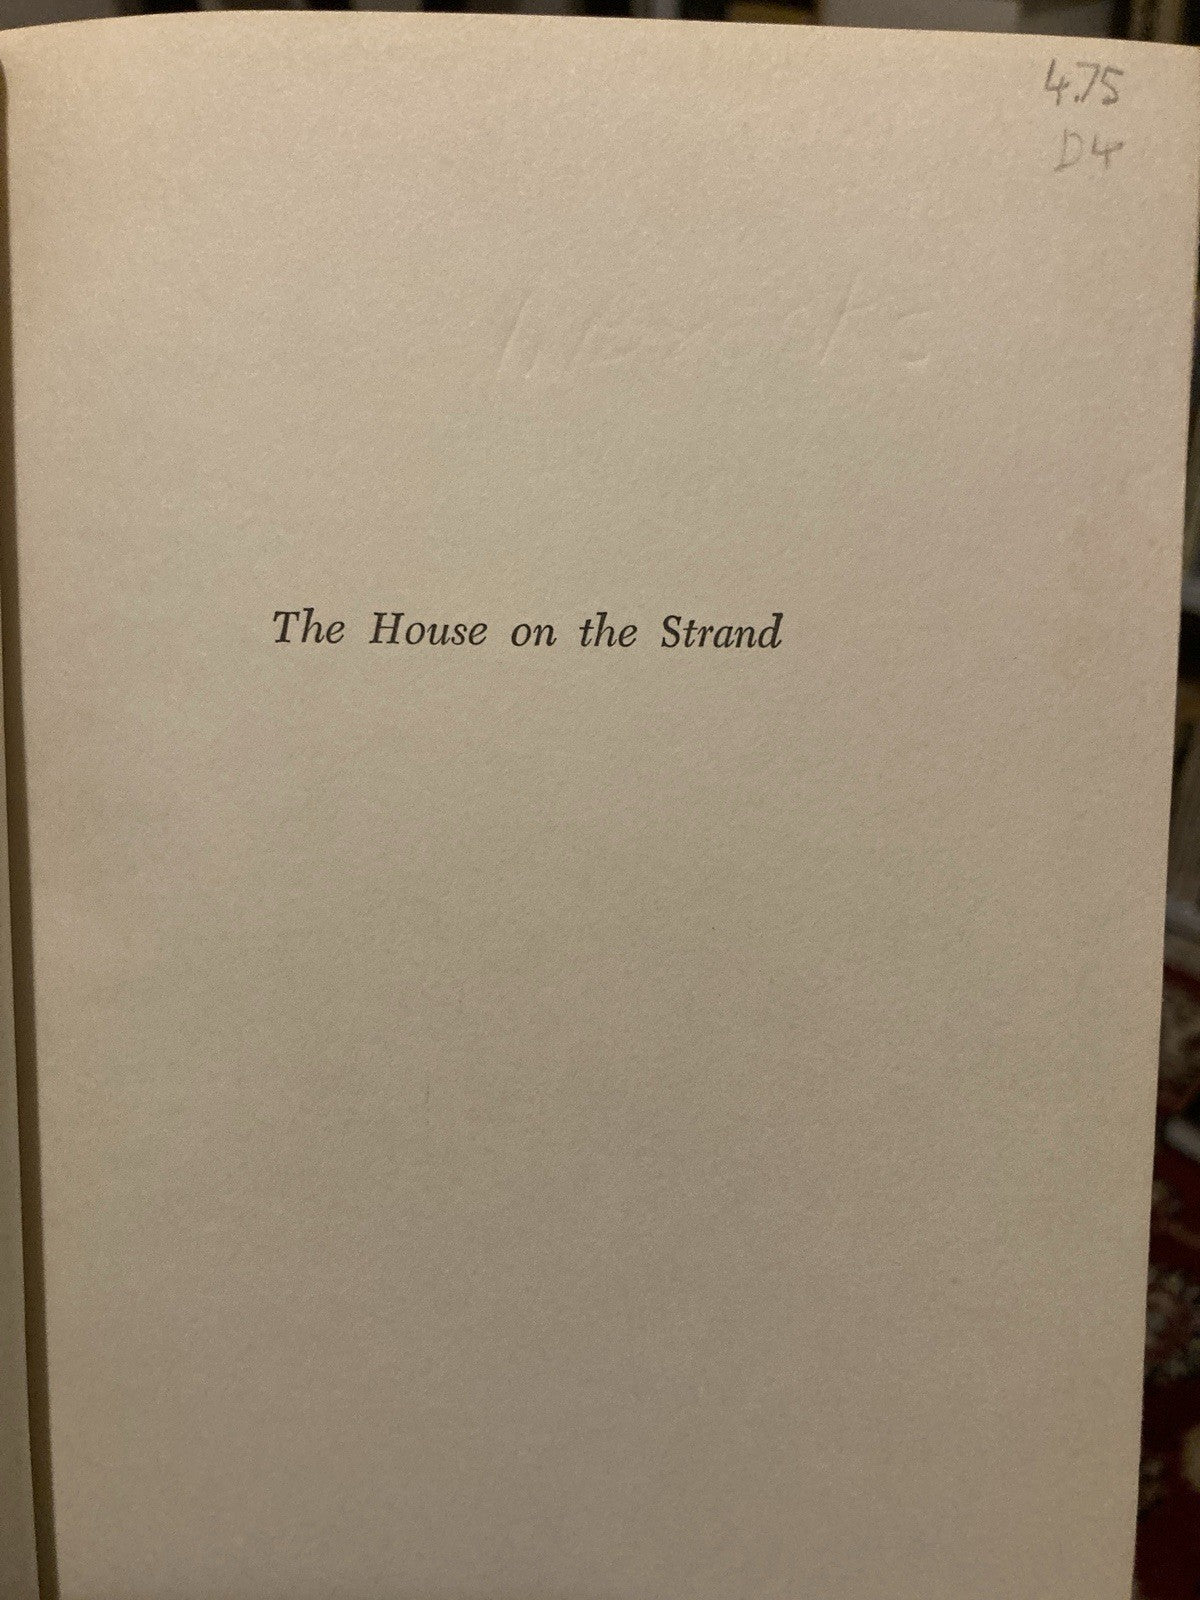 4.75
D4
The House on the Strand